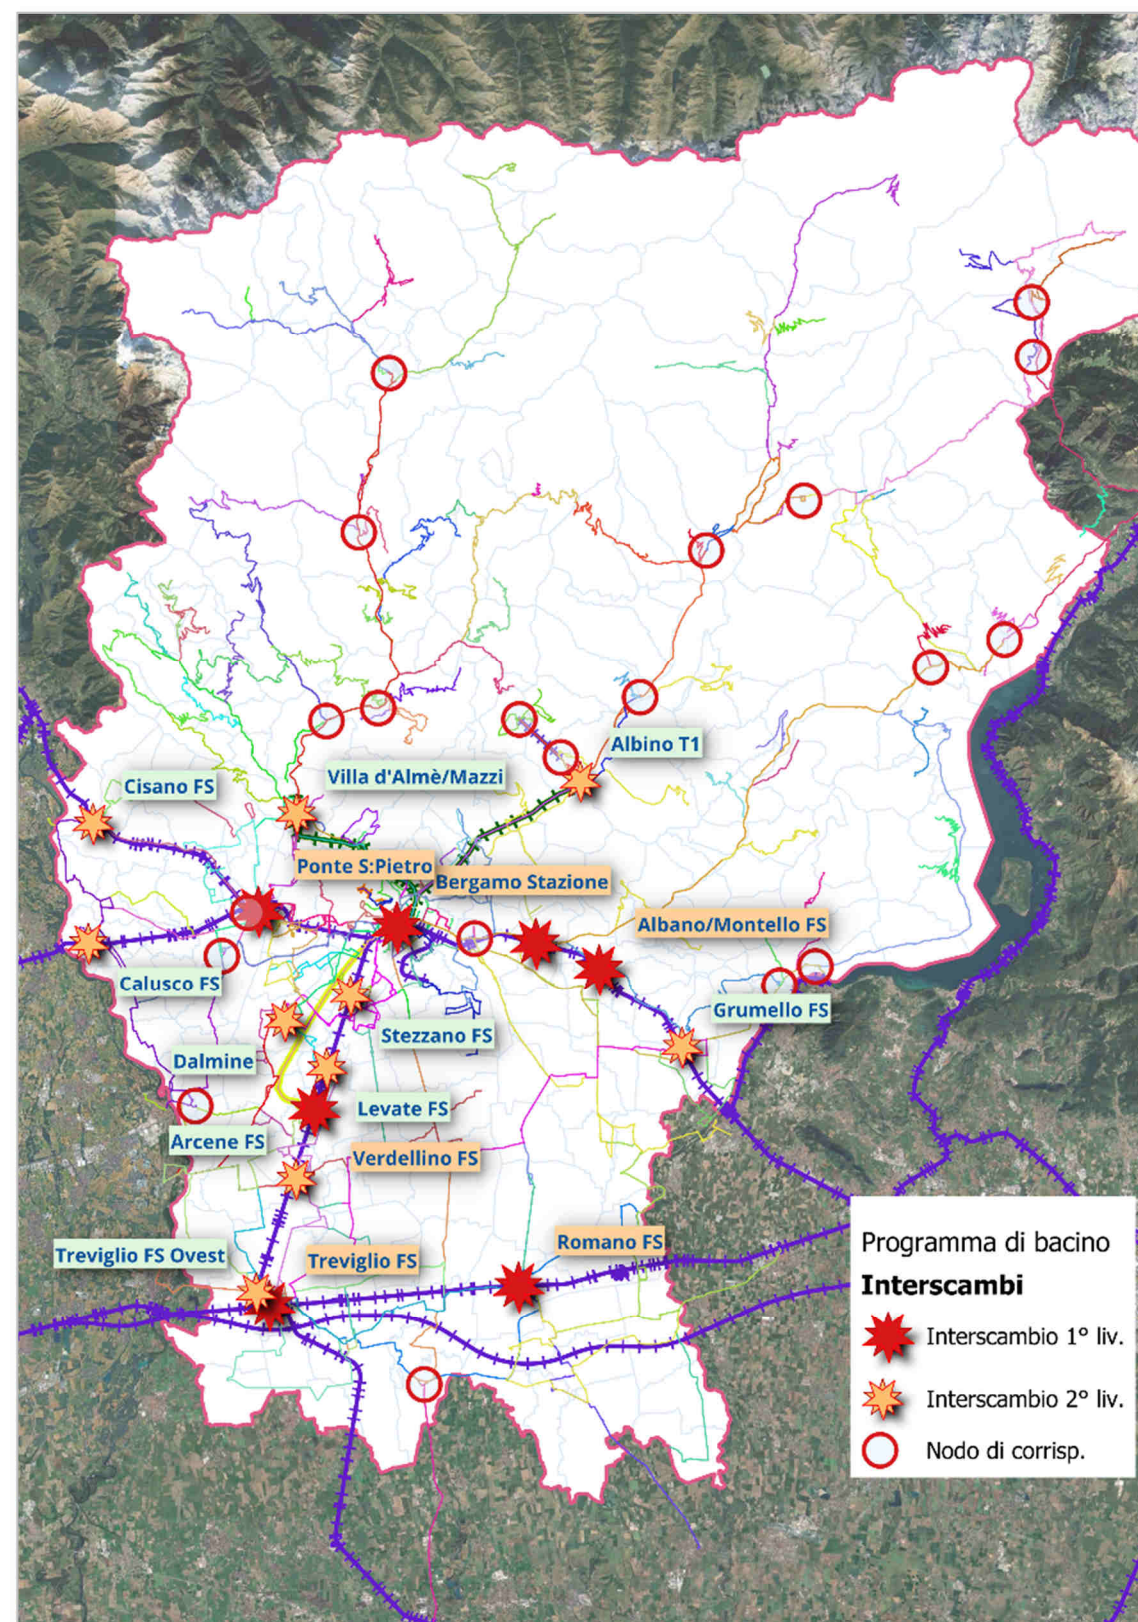 Albino T1
Villa d'Almè/Mazzi
Cisano FS
Ponte S:Pietro
Bergamo Stazione
Albano/Montello FS
Calusco FS
Grumello FS
Stezzano FS
Dalmine
Levate FS
Arcene FS
Verdellino FS
Romano FS
Treviglio FS Ovest
Treviglio FS
Programma di bacino
Interscambi
Interscambio 1° liv.
Interscambio 2° liv.
Nodo di corrisp.